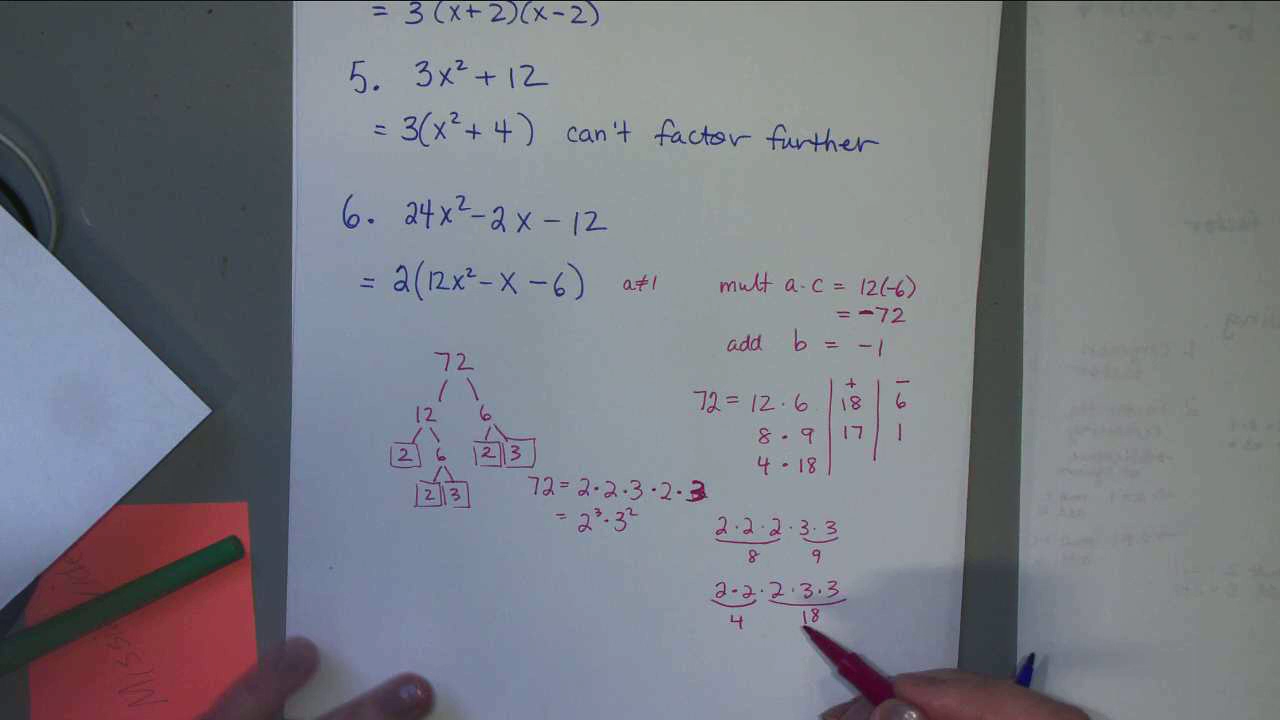 = 3(x+2)(x-2)
5. 3x² + 12
= 3(x² + 4) can't factor further
6. 24x² - 2x - 12
= 2(12x² - x - 6) a≠1 mult a·c = 12(-6)
= -72
add b = -1
72
12 6
2 6 2 3
2 3
72 = 2·2·3·2·3
= 2³·3²
+ -
72 = 12·6 18 6
8·9 17 1
4·18
2·2·2·3·3
8 9
2·2·2·3·3
4 18
MISS